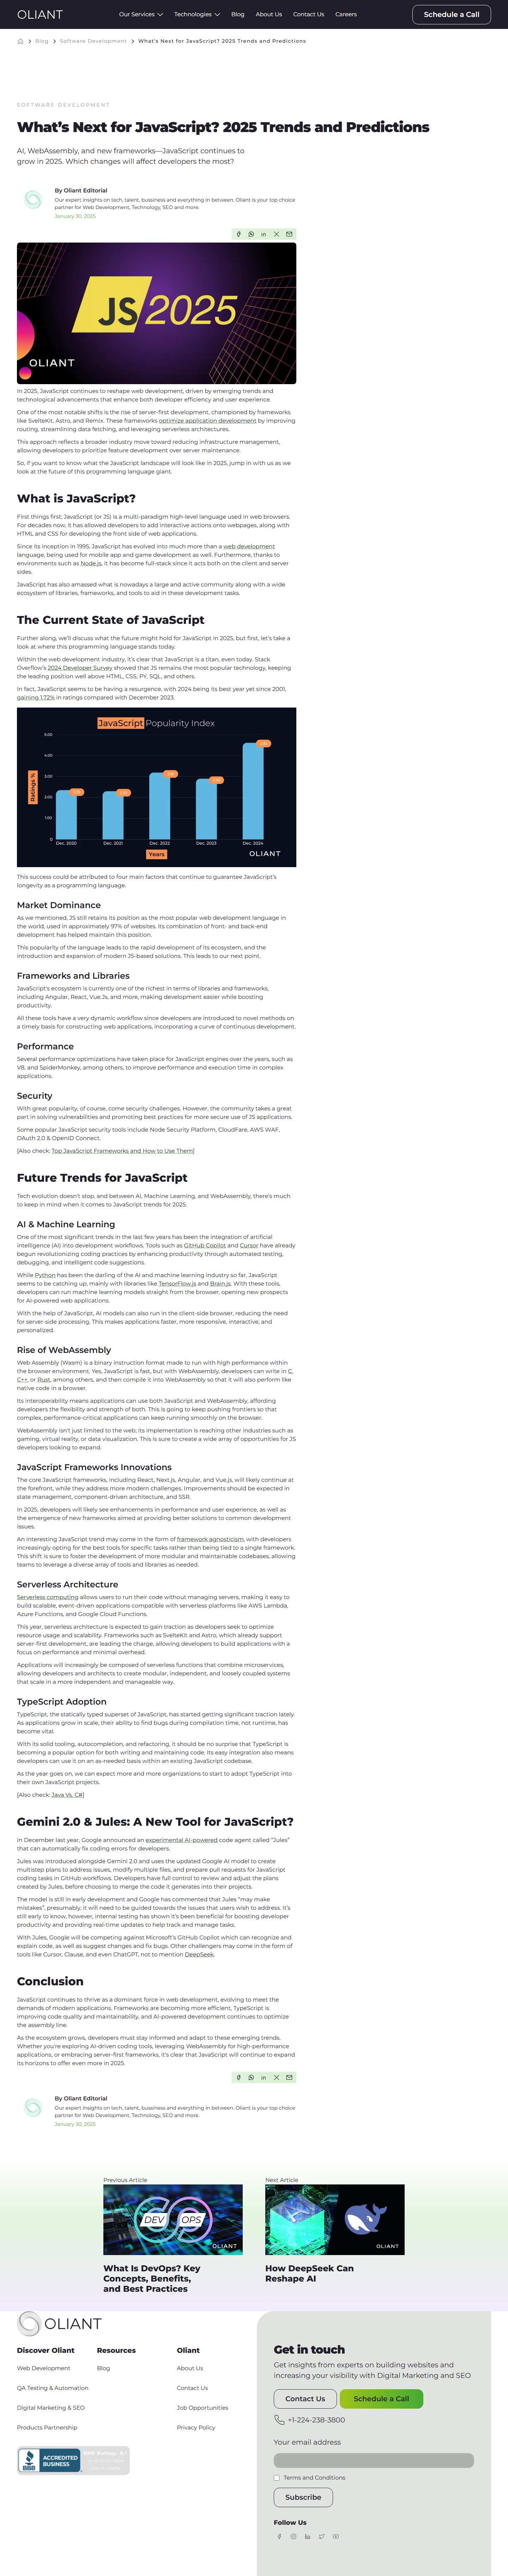 OLIANT
Our Services
Technologies
Blog
About Us
Contact Us
Careers
Schedule a Call
Blog
Software Development
What's Next for JavaScript? 2025 Trends and Predictions
SOFTWARE DEVELOPMENT
What's Next for JavaScript? 2025 Trends and Predictions
AI, WebAssembly, and new frameworks—JavaScript continues to
grow in 2025. Which changes will affect developers the most?
By Oliant Editorial
Our expert insights on tech, talent, bussiness and everything in between. Oliant is your top choice
partner for Web Development, Technology, SEO and more.
January 30, 2025
JS 2025
OLIANT
In 2025, JavaScript continues to reshape web development, driven by emerging trends and
technological advances that enhance both developer efficiency and user experience.
One of the most notable shifts is the rise of server-first development, championed by frameworks
like SvelteKit, Astro, and Remix. These frameworks optimize application development by improving
routing, streamlining data fetching, and leveraging serverless architectures.
This approach reflects a broader industry move toward reducing infrastructure management,
allowing developers to prioritize feature development over server maintenance.
So, if you want to know what the JavaScript landscape will look like in 2025, jump in with us as we
look at the future of this programming language giant.
What is JavaScript?
First things first; JavaScript (or JS) is a multi-paradigm high-level language used in web browsers.
For decades now, it has allowed developers to add interactive actions onto webpages, along with
HTML and CSS for developing the front side of web applications.
Since its inception in 1995, JavaScript has evolved into much more than a web development
language, being used for mobile app and game development as well. Furthermore, thanks to
environments such as Node.js, it has become full-stack since it acts both on the client and server
sides.
JavaScript has also amassed what is nowadays a large and active community along with a wide
ecosystem of libraries, frameworks, and tools to aid in these development tasks.
The Current State of JavaScript
Further along, we'll discuss what the future might hold for JavaScript in 2025, but first, let's take a
look at where this programming language stands today.
Within the web development industry, it's clear that JavaScript is a titan, even today. Stack
Overflow's 2024 Developer Survey showed that JS remains the most popular technology, keeping
the leading position well above HTML, CSS, PY, SQL, and others.
In fact, JavaScript seems to be having a resurgence, with 2024 being its best year yet since 2001,
gaining 1.72% in ratings compared with December 2023.
JavaScript Popularity Index
Ratings %
5.00
4.00
3.00
2.00
1.00
0
Dec. 2020
Dec. 2021
Dec. 2022
Dec. 2023
Dec. 2024
Years
OLIANT
This success could be attributed to four main factors that continue to guarantee JavaScript's
longevity as a programming language.
Market Dominance
As we mentioned, JS still retains its position as the most popular web development language in
the world, used in approximately 97% of websites. Its combination of front- and back-end
development has helped maintain this position.
This popularity of the language leads to the rapid development of its ecosystem, and the
introduction and expansion of modern JS-based solutions. This leads to our next point.
Frameworks and Libraries
JavaScript's ecosystem is currently one of the richest in terms of libraries and frameworks,
including Angular, React, Vue.Js, and more, making development easier while boosting
productivity.
All these tools have a very dynamic workflow since developers are introduced to novel methods on
a timely basis for constructing web applications, incorporating a curve of continuous development.
Performance
Several performance optimizations have taken place for JavaScript engines over the years, such as
V8, and SpiderMonkey, among others, to improve performance and execution time in complex
applications.
Security
With great popularity, of course, come security challenges. However, the community takes a great
part in solving vulnerabilities and promoting best practices for more secure use of JS applications.
Some popular JavaScript security tools include Node Security Platform, CloudFare, AWS WAF,
OAuth 2.0 & OpenID Connect.
[Also check: Top JavaScript Frameworks and How to Use Them]
Future Trends for JavaScript
Tech evolution doesn't stop, and between AI, Machine Learning, and WebAssembly, there's much
to keep in mind when it comes to JavaScript trends for 2025.
AI & Machine Learning
One of the most significant trends in the last few years has been the integration of artificial
intelligence (AI) into development workflows. Tools such as GitHub Copilot and Cursor have already
begun revolutionizing coding practices by enhancing productivity through automated testing,
debugging, and intelligent code suggestions.
While Python has been the darling of the AI and machine learning industry so far, JavaScript
seems to be catching up, mainly with libraries like TensorFlow.js and Brain.js. With these tools,
developers can run machine learning models straight from the browser, opening new prospects
for AI-powered web applications.
With the help of JavaScript, AI models can also run in the client-side browser, reducing the need
for server-side processing. This makes applications faster, more responsive, interactive, and
personalized.
Rise of WebAssembly
Web Assembly (Wasm) is a binary instruction format made to run with high performance within
the browser environment. Yes, JavaScript is fast, but with WebAssembly, developers can write in C,
C++, or Rust, among others, and then compile it into WebAssembly so that it will also perform like
native code in a browser.
Its interoperability means applications can use both JavaScript and WebAssembly, affording
developers the flexibility and strength of both. This is going to keep pushing frontiers so that
complex, performance-critical applications can keep running smoothly on the browser.
WebAssembly isn't just limited to the web; its implementation is reaching other industries such as
gaming, virtual reality, or data visualization. This is sure to create a wide array of opportunities for JS
developers looking to expand.
JavaScript Frameworks Innovations
The core JavaScript frameworks, including React, Next.js, Angular, and Vue.js, will likely continue at
the forefront, while they address more modern challenges. Improvements should be expected in
state management, component-driven architecture, and SSR.
In 2025, developers will likely see enhancements in performance and user experience, as well as
the emergence of new frameworks aimed at providing better solutions to common development
issues.
An interesting JavaScript trend may come in the form of framework agnosticism, with developers
increasingly opting for the best tools for specific tasks rather than being tied to a single framework.
This shift is sure to foster the development of more modular and maintainable codebases, allowing
teams to leverage a diverse array of tools and libraries as needed.
Serverless Architecture
Serverless computing allows users to run their code without managing servers, making it easy to
build scalable, event-driven applications compatible with serverless platforms like AWS Lambda,
Azure Functions, and Google Cloud Functions.
This year, serverless architecture is expected to gain traction as developers seek to optimize
resource usage and scalability. Frameworks such as SvelteKit and Astro, which already support
server-first development, are leading the charge, allowing developers to build applications with a
focus on performance and minimal overhead.
Applications will increasingly be composed of serverless functions that combine microservices,
allowing developers and architects to create modular, independent, and loosely coupled systems
that scale in a more independent and manageable way.
TypeScript Adoption
TypeScript, the statically typed superset of JavaScript, has started getting significant traction lately.
As applications grow in scale, their ability to find bugs during compilation time, not runtime, has
become vital.
With its solid tooling, autocompletion, and refactoring, it should be no surprise that TypeScript is
becoming a popular option for both writing and maintaining code. Its easy integration also means
developers can use it on an as-needed basis within an existing JavaScript codebase.
As the year goes on, we can expect more and more organizations to start to adopt TypeScript into
their own JavaScript projects.
[Also check: Java Vs. C#]
Gemini 2.0 & Jules: A New Tool for JavaScript?
In December last year, Google announced an experimental AI-powered code agent called "Jules"
that can automatically fix coding errors for developers.
Jules was introduced alongside Gemini 2.0 and uses the updated Google AI model to create
multistep plans to address issues, modify multiple files, and prepare pull requests for JavaScript
coding tasks in GitHub workflows. Developers have full control to review and adjust the plans
created by Jules, before choosing to merge the code it generates into their projects.
The model is still in early development and Google has commented that Jules "may make
mistakes", presumably, it will need to be guided towards the issues that users wish to address. It's
still early to know, however, internal testing has shown it's been beneficial for boosting developer
productivity and providing real-time updates to help track and manage tasks.
With Jules, Google will be competing against Microsoft's GitHub Copilot which can recognize and
explain code, as well as suggest changes and fix bugs. Other challengers may come in the form of
tools like Cursor, Clause, and even ChatGPT, not to mention DeepSeek.
Conclusion
JavaScript continues to thrive as a dominant force in web development, evolving to meet the
demands of modern applications. Frameworks are becoming more efficient, TypeScript is
improving code quality and maintainability, and AI-powered development continues to optimize
the assembly line.
As the ecosystem grows, developers must stay informed and adapt to these emerging trends.
Whether you're exploring AI-driven coding tools, leveraging WebAssembly for high-performance
applications, or embracing server-first frameworks, it's clear that JavaScript will continue to expand
its horizons to offer even more in 2025.
By Oliant Editorial
Our expert insights on tech, talent, bussiness and everything in between. Oliant is your top choice
partner for Web Development, Technology, SEO and more.
January 30, 2025
Previous Article
DEV OPS
OLIANT
What Is DevOps? Key
Concepts, Benefits,
and Best Practices
Next Article
OLIANT
How DeepSeek Can
Reshape AI
OLIANT
Discover Oliant
Web Development
QA Testing & Automation
Digital Marketing & SEO
Products Partnership
Resources
Blog
Oliant
About Us
Contact Us
Job Opportunities
Privacy Policy
BBB
ACCREDITED
BUSINESS
BBB Rating: A+
Get in touch
Get insights from experts on building websites and
increasing your visibility with Digital Marketing and SEO
Contact Us
Schedule a Call
+1-224-238-3800
Your email address
Terms and Conditions
Subscribe
Follow Us